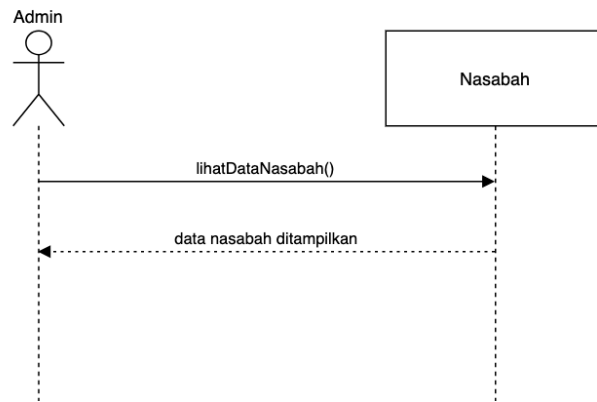 Admin
Nasabah
lihatDataNasabah()
data nasabah ditampilkan